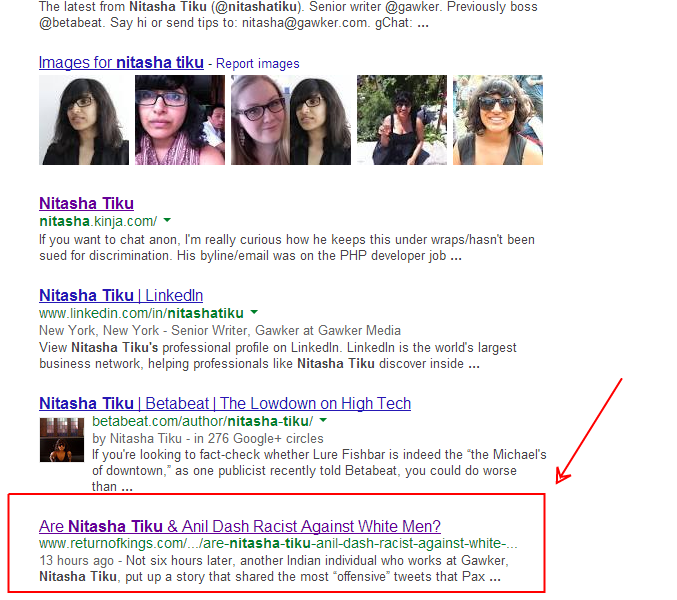 The latest from Nitasha Tiku (@nitashatiku). Senior writer @gawker. Previously boss
@betabeat. Say hi or send tips to: nitasha@gawker.com. gChat: ...
Images for nitasha tiku - Report images
Nitasha Tiku
nitasha.kinja.com/
If you want to chat anon, I'm really curious how he keeps this under wraps/hasn't been
sued for discrimination. His byline/email was on the PHP developer job ...
Nitasha Tiku | LinkedIn
www.linkedin.com/in/nitashatiku
New York, New York - Senior Writer, Gawker at Gawker Media
View Nitasha Tiku's professional profile on LinkedIn. LinkedIn is the world's largest
business network, helping professionals like Nitasha Tiku discover inside ...
Nitasha Tiku | Betabeat | The Lowdown on High Tech
betabeat.com/author/nitasha-tiku/
by Nitasha Tiku - in 276 Google+ circles
If you're looking to fact-check whether Lure Fishbar is indeed the “the Michael's
of downtown,” as one publicist recently told Betabeat, you could do worse
than ...
Are Nitasha Tiku & Anil Dash Racist Against White Men?
www.returnofkings.com/.../are-nitasha-tiku-anil-dash-racist-against-white-...
13 hours ago - Not six hours later, another Indian individual who works at Gawker,
Nitasha Tiku, put up a story that shared the most “offensive” tweets that Pax ...